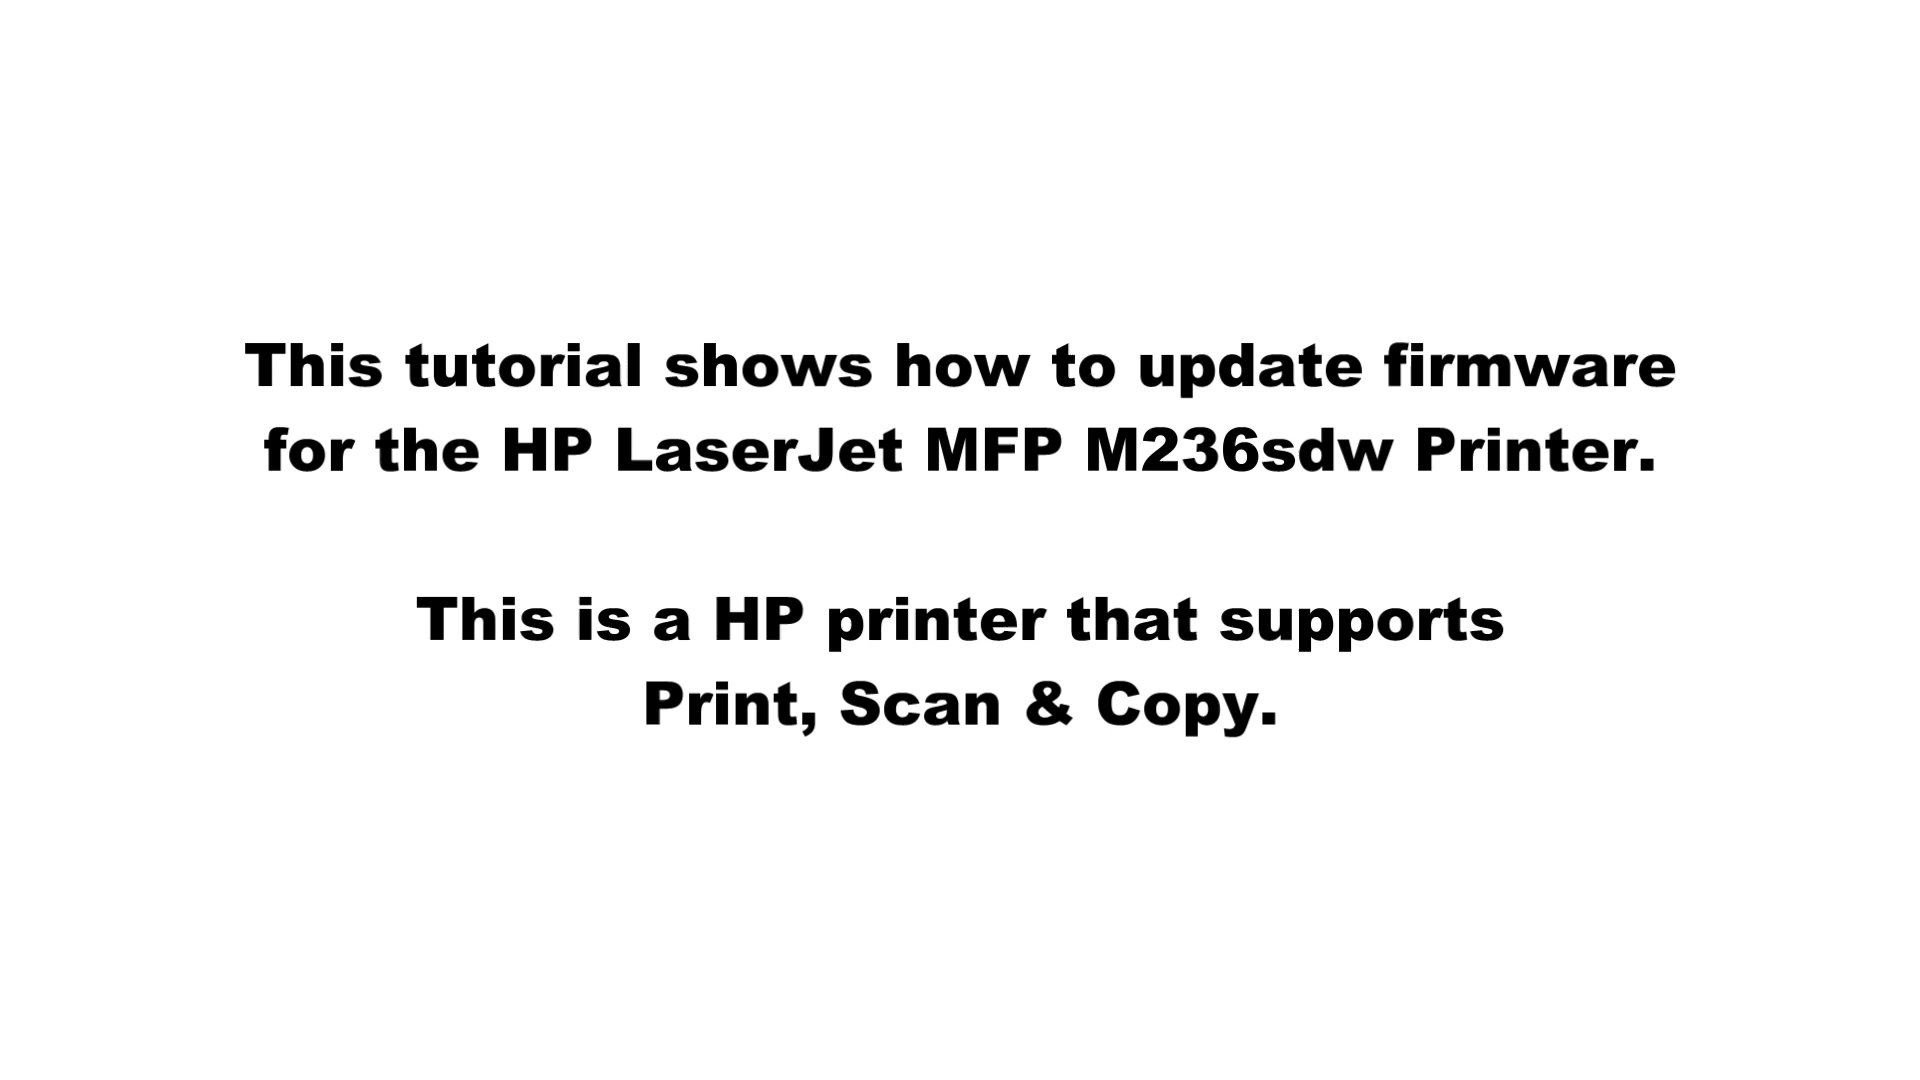 This tutorial shows how to update firmware
for the HP LaserJet MFP M236sdw Printer.
This is a HP printer that supports
Print, Scan & Copy.